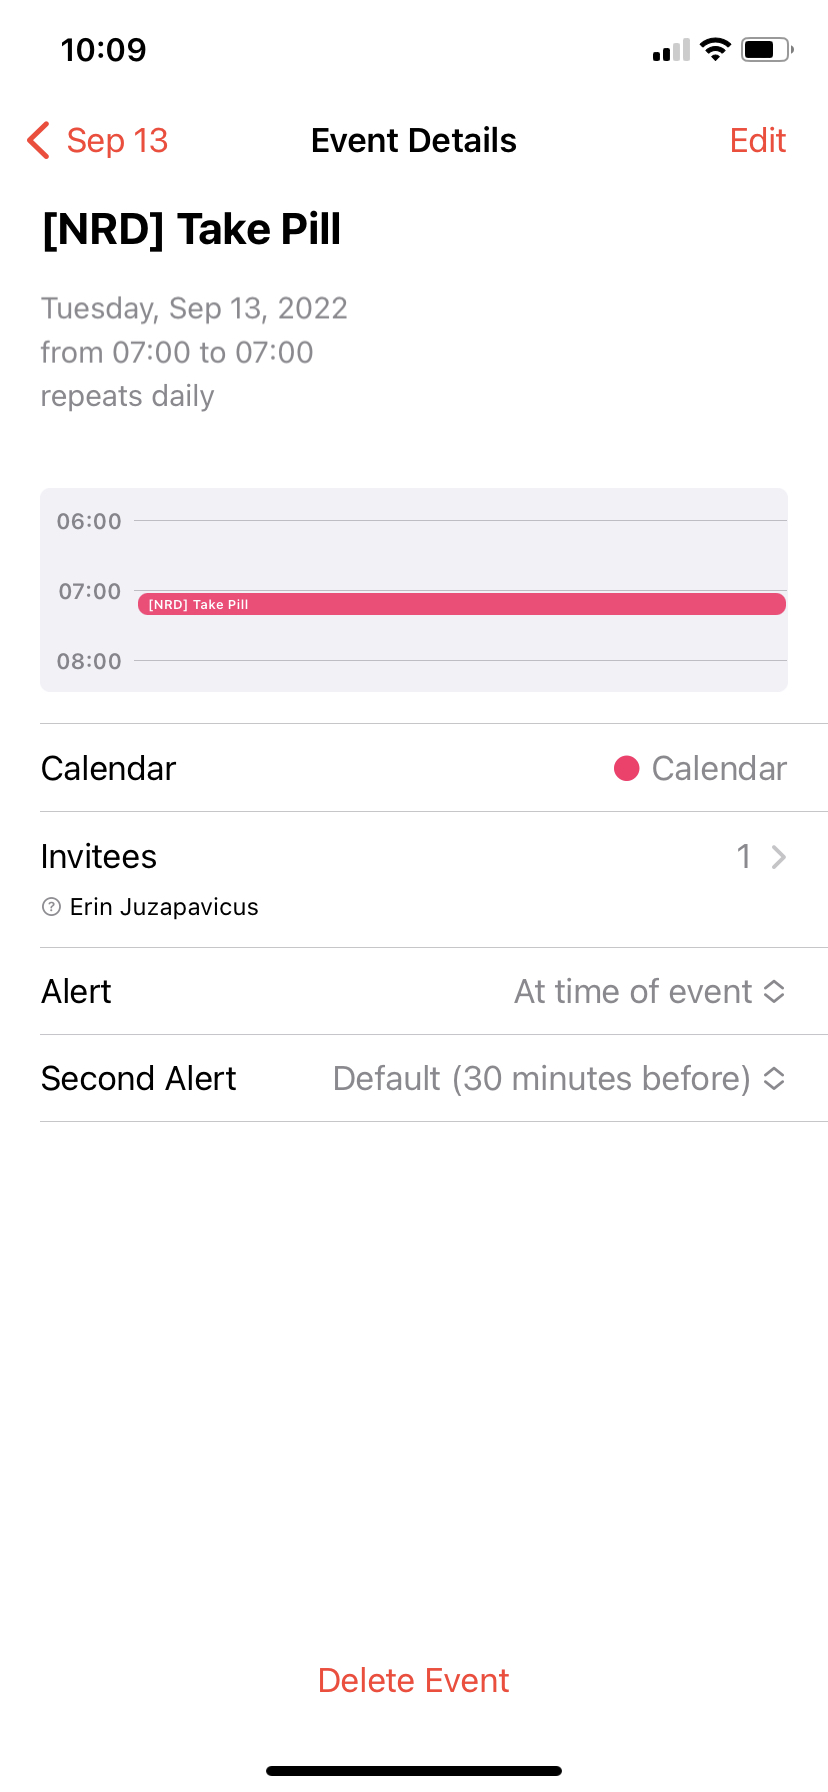 10:09
Sep 13 Event Details Edit
[NRD] Take Pill
Tuesday, Sep 13, 2022
from 07:00 to 07:00
repeats daily
06:00
07:00
[NRD] Take Pill
08:00
Calendar Calendar
Invitees 1
Erin Juzapavicus
Alert At time of event
Second Alert Default (30 minutes before)
Delete Event